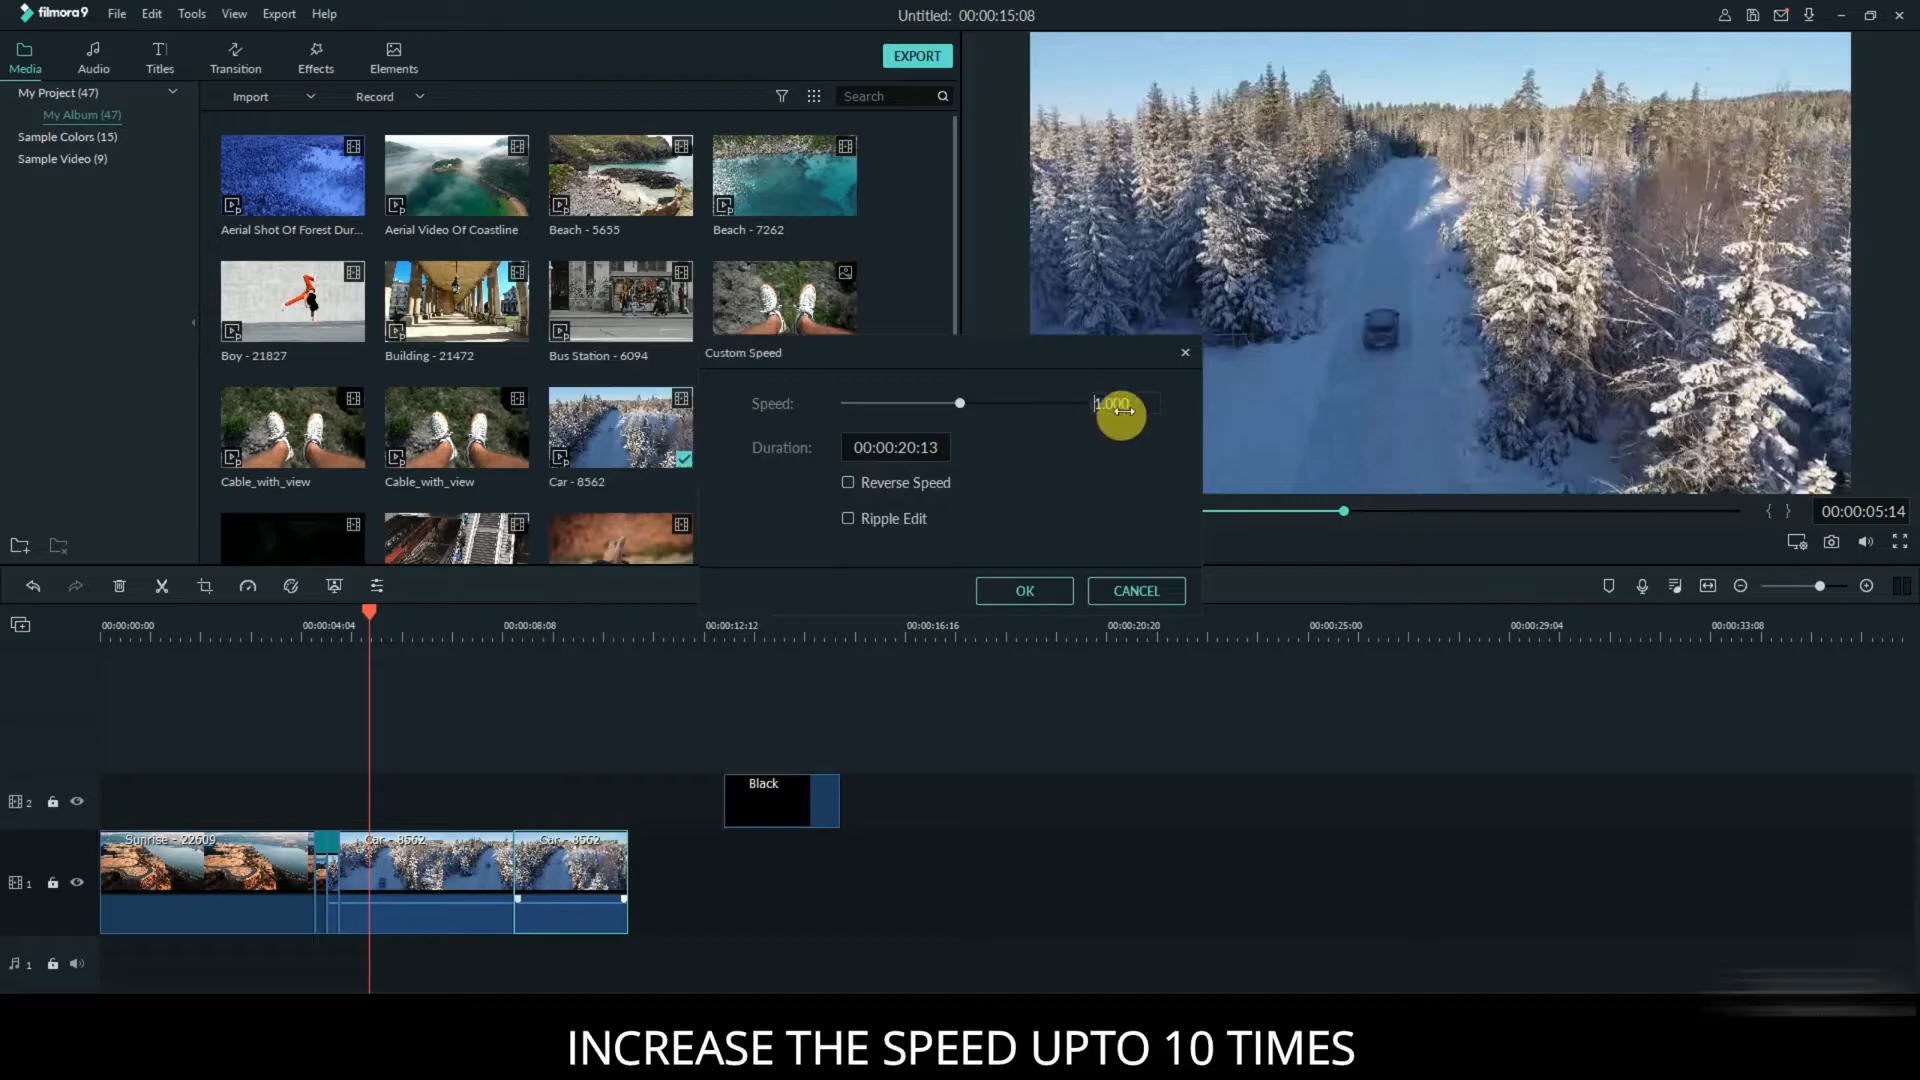 filmora9 File Edit Tools View Export Help
Untitled: 00:00:15:08
Media Audio Titles Transition Effects Elements
EXPORT
My Project (47)
My Album (47)
Sample Colors (15)
Sample Video (9)
Import Record Search
Aerial Shot Of Forest Dur... Aerial Video Of Coastline Beach - 5655 Beach - 7262
Boy - 21827 Building - 21472 Bus Station - 6094
Cable_with_view Cable_with_view Car - 8562
Custom Speed
Speed: 1.000
Duration: 00:00:20:13
Reverse Speed
Ripple Edit
OK CANCEL
{ } 00:00:05:14
00:00:00:00 00:00:04:04 00:00:08:08 00:00:12:12 00:00:16:16 00:00:20:20 00:00:25:00 00:00:29:04 00:00:33:08
2
Black
1
Sunrise - 22609 Car - 8562 Car - 8562
1
INCREASE THE SPEED UPTO 10 TIMES